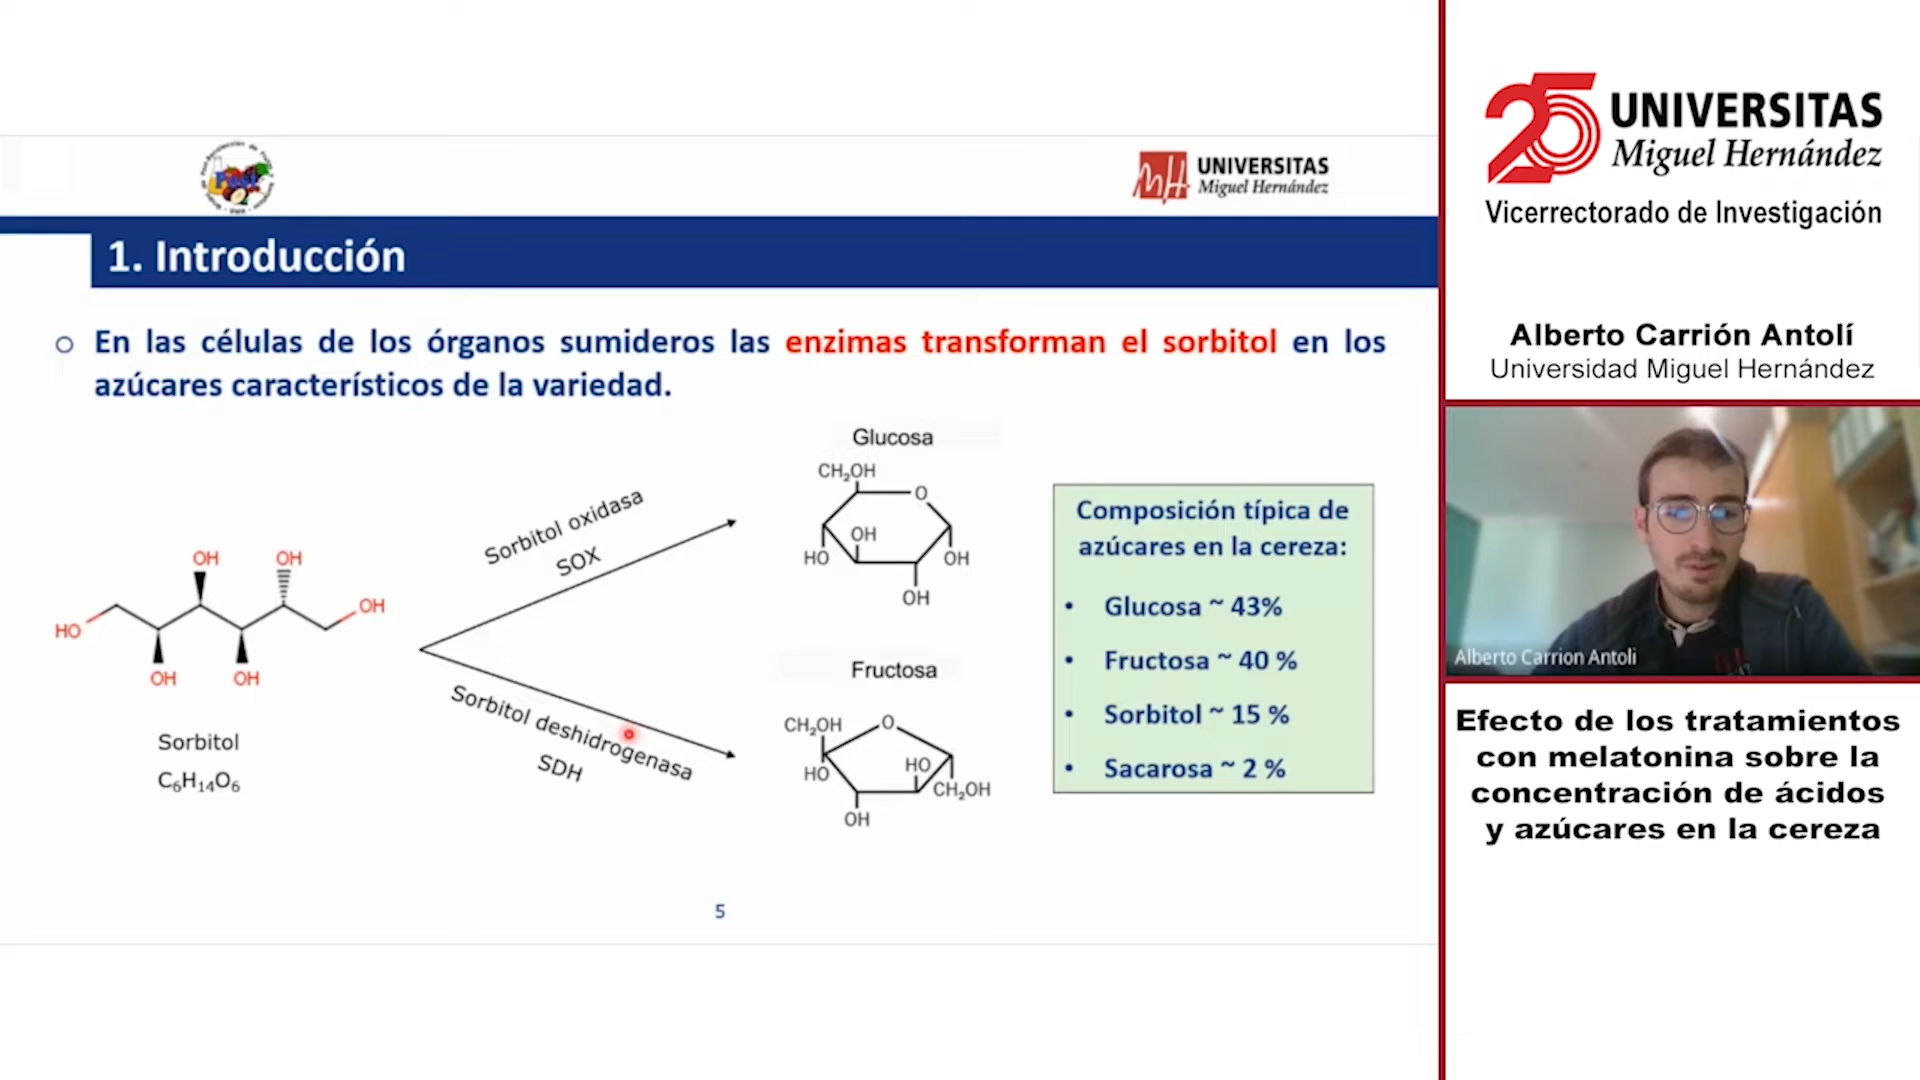 UNIVERSITAS
Miguel Hernández
1. Introducción
En las células de los órganos sumideros las enzimas transforman el sorbitol en los
azúcares característicos de la variedad.
HO
OH
OH
OH
OH
OH
Sorbitol
C₆H₁₄O₆
Sorbitol oxidasa
SOX
Sorbitol deshidrogenasa
SDH
Glucosa
CH₂OH
O
OH
HO
OH
OH
Fructosa
CH₂OH
O
HO
HO
CH₂OH
OH
Composición típica de
azúcares en la cereza:
• Glucosa ~ 43%
• Fructosa ~ 40 %
• Sorbitol ~ 15 %
• Sacarosa ~ 2 %
5
25 UNIVERSITAS
Miguel Hernández
Vicerrectorado de Investigación
Alberto Carrión Antolí
Universidad Miguel Hernández
Alberto Carrion Antoli
Efecto de los tratamientos
con melatonina sobre la
concentración de ácidos
y azúcares en la cereza